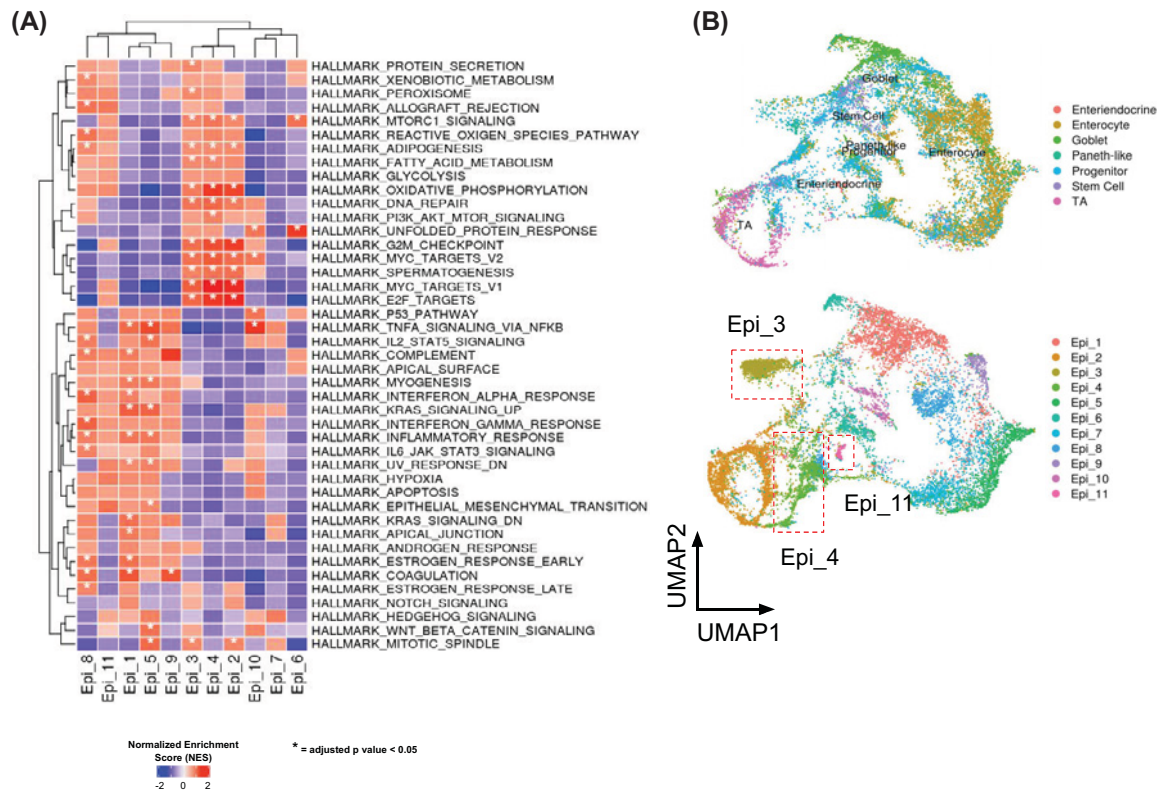 (A)
HALLMARK_PROTEIN_SECRETION
HALLMARK_XENOBIOTIC_METABOLISM
HALLMARK_PEROXISOME
HALLMARK_ALLOGRAFT_REJECTION
HALLMARK_MTORC1_SIGNALING
HALLMARK_REACTIVE_OXIGEN_SPECIES_PATHWAY
HALLMARK_ADIPOGENESIS
HALLMARK_FATTY_ACID_METABOLISM
HALLMARK_GLYCOLYSIS
HALLMARK_OXIDATIVE_PHOSPHORYLATION
HALLMARK_DNA_REPAIR
HALLMARK_PI3K_AKT_MTOR_SIGNALING
HALLMARK_UNFOLDED_PROTEIN_RESPONSE
HALLMARK_G2M_CHECKPOINT
HALLMARK_MYC_TARGETS_V2
HALLMARK_SPERMATOGENESIS
HALLMARK_MYC_TARGETS_V1
HALLMARK_E2F_TARGETS
HALLMARK_P53_PATHWAY
HALLMARK_TNFA_SIGNALING_VIA_NFKB
HALLMARK_IL2_STAT5_SIGNALING
HALLMARK_COMPLEMENT
HALLMARK_APICAL_SURFACE
HALLMARK_MYOGENESIS
HALLMARK_INTERFERON_ALPHA_RESPONSE
HALLMARK_KRAS_SIGNALING_UP
HALLMARK_INTERFERON_GAMMA_RESPONSE
HALLMARK_INFLAMMATORY_RESPONSE
HALLMARK_IL6_JAK_STAT3_SIGNALING
HALLMARK_UV_RESPONSE_DN
HALLMARK_HYPOXIA
HALLMARK_APOPTOSIS
HALLMARK_EPITHELIAL_MESENCHYMAL_TRANSITION
HALLMARK_KRAS_SIGNALING_DN
HALLMARK_APICAL_JUNCTION
HALLMARK_ANDROGEN_RESPONSE
HALLMARK_ESTROGEN_RESPONSE_EARLY
HALLMARK_COAGULATION
HALLMARK_ESTROGEN_RESPONSE_LATE
HALLMARK_NOTCH_SIGNALING
HALLMARK_HEDGEHOG_SIGNALING
HALLMARK_WNT_BETA_CATENIN_SIGNALING
HALLMARK_MITOTIC_SPINDLE
Epi_8
Epi_11
Epi_1
Epi_5
Epi_9
Epi_3
Epi_4
Epi_2
Epi_10
Epi_7
Epi_6
Normalized Enrichment
Score (NES)
-2 0 2
* = adjusted p value < 0.05
(B)
Goblet
Stem Cell
Paneth-like
Progenitor
Enterocyte
Enteriendocrine
TA
Enteriendocrine
Enterocyte
Goblet
Paneth-like
Progenitor
Stem Cell
TA
Epi_3
Epi_11
Epi_4
UMAP2
UMAP1
Epi_1
Epi_2
Epi_3
Epi_4
Epi_5
Epi_6
Epi_7
Epi_8
Epi_9
Epi_10
Epi_11